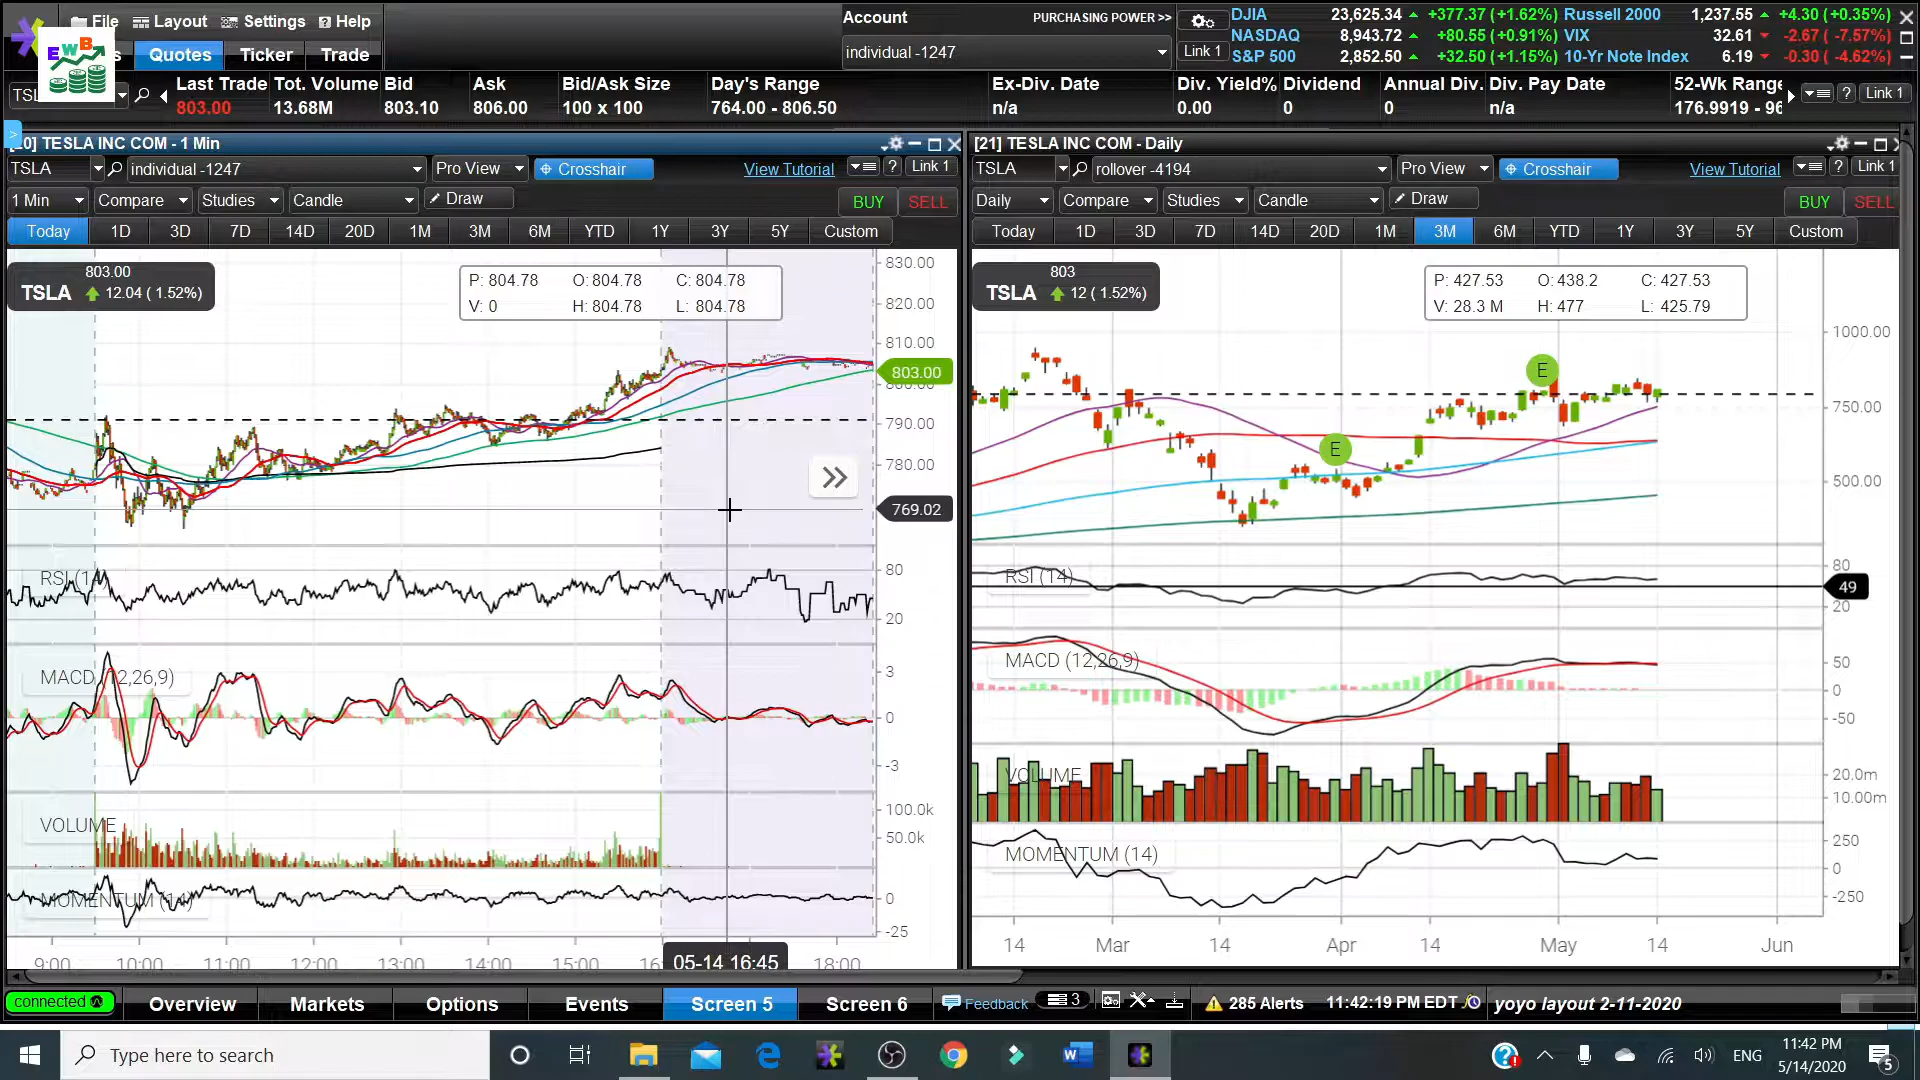 File Layout Settings ? Help
Quotes Ticker Trade
EWB
Account PURCHASING POWER >>
individual -1247
Link 1
DJIA 23,625.34 +377.37 (+1.62%) Russell 2000 1,237.55 +4.30 (+0.35%)
NASDAQ 8,943.72 +80.55 (+0.91%) VIX 32.61 -2.67 (-7.57%)
S&P 500 2,852.50 +32.50 (+1.15%) 10-Yr Note Index 6.19 -0.30 (-4.62%)
Last Trade Tot. Volume Bid Ask Bid/Ask Size Day's Range Ex-Div. Date Div. Yield% Dividend Annual Div. Div. Pay Date 52-Wk Range
803.00 13.68M 803.10 806.00 100 x 100 764.00 - 806.50 n/a 0.00 0 0 n/a 176.9919 - 96
? Link 1
TESLA INC COM - 1 Min
TSLA individual -1247 Pro View Crosshair View Tutorial ? Link 1
1 Min Compare Studies Candle Draw BUY SELL
Today 1D 3D 7D 14D 20D 1M 3M 6M YTD 1Y 3Y 5Y Custom
803.00
TSLA 12.04 ( 1.52%)
P: 804.78 O: 804.78 C: 804.78
V: 0 H: 804.78 L: 804.78
830.00
820.00
810.00
803.00
800.00
790.00
780.00
769.02
RSI (14)
80
20
MACD (12,26,9)
3
0
-3
VOLUME
100.0k
50.0k
MOMENTUM (14)
0
-25
9:00 10:00 11:00 12:00 13:00 14:00 15:00 05-14 16:45 18:00
[21] TESLA INC COM - Daily
TSLA rollover -4194 Pro View Crosshair View Tutorial ? Link 1
Daily Compare Studies Candle Draw BUY SELL
Today 1D 3D 7D 14D 20D 1M 3M 6M YTD 1Y 3Y 5Y Custom
803
TSLA 12 ( 1.52%)
P: 427.53 O: 438.2 C: 427.53
V: 28.3 M H: 477 L: 425.79
E
E
1000.00
750.00
500.00
RSI (14)
80
49
20
MACD (12,26,9)
50
0
-50
VOLUME
20.0m
10.00m
MOMENTUM (14)
250
0
-250
14 Mar 14 Apr 14 May 14 Jun
connected Overview Markets Options Events Screen 5 Screen 6 Feedback 3 285 Alerts 11:42:19 PM EDT yoyo layout 2-11-2020
Type here to search
ENG
11:42 PM
5/14/2020
5